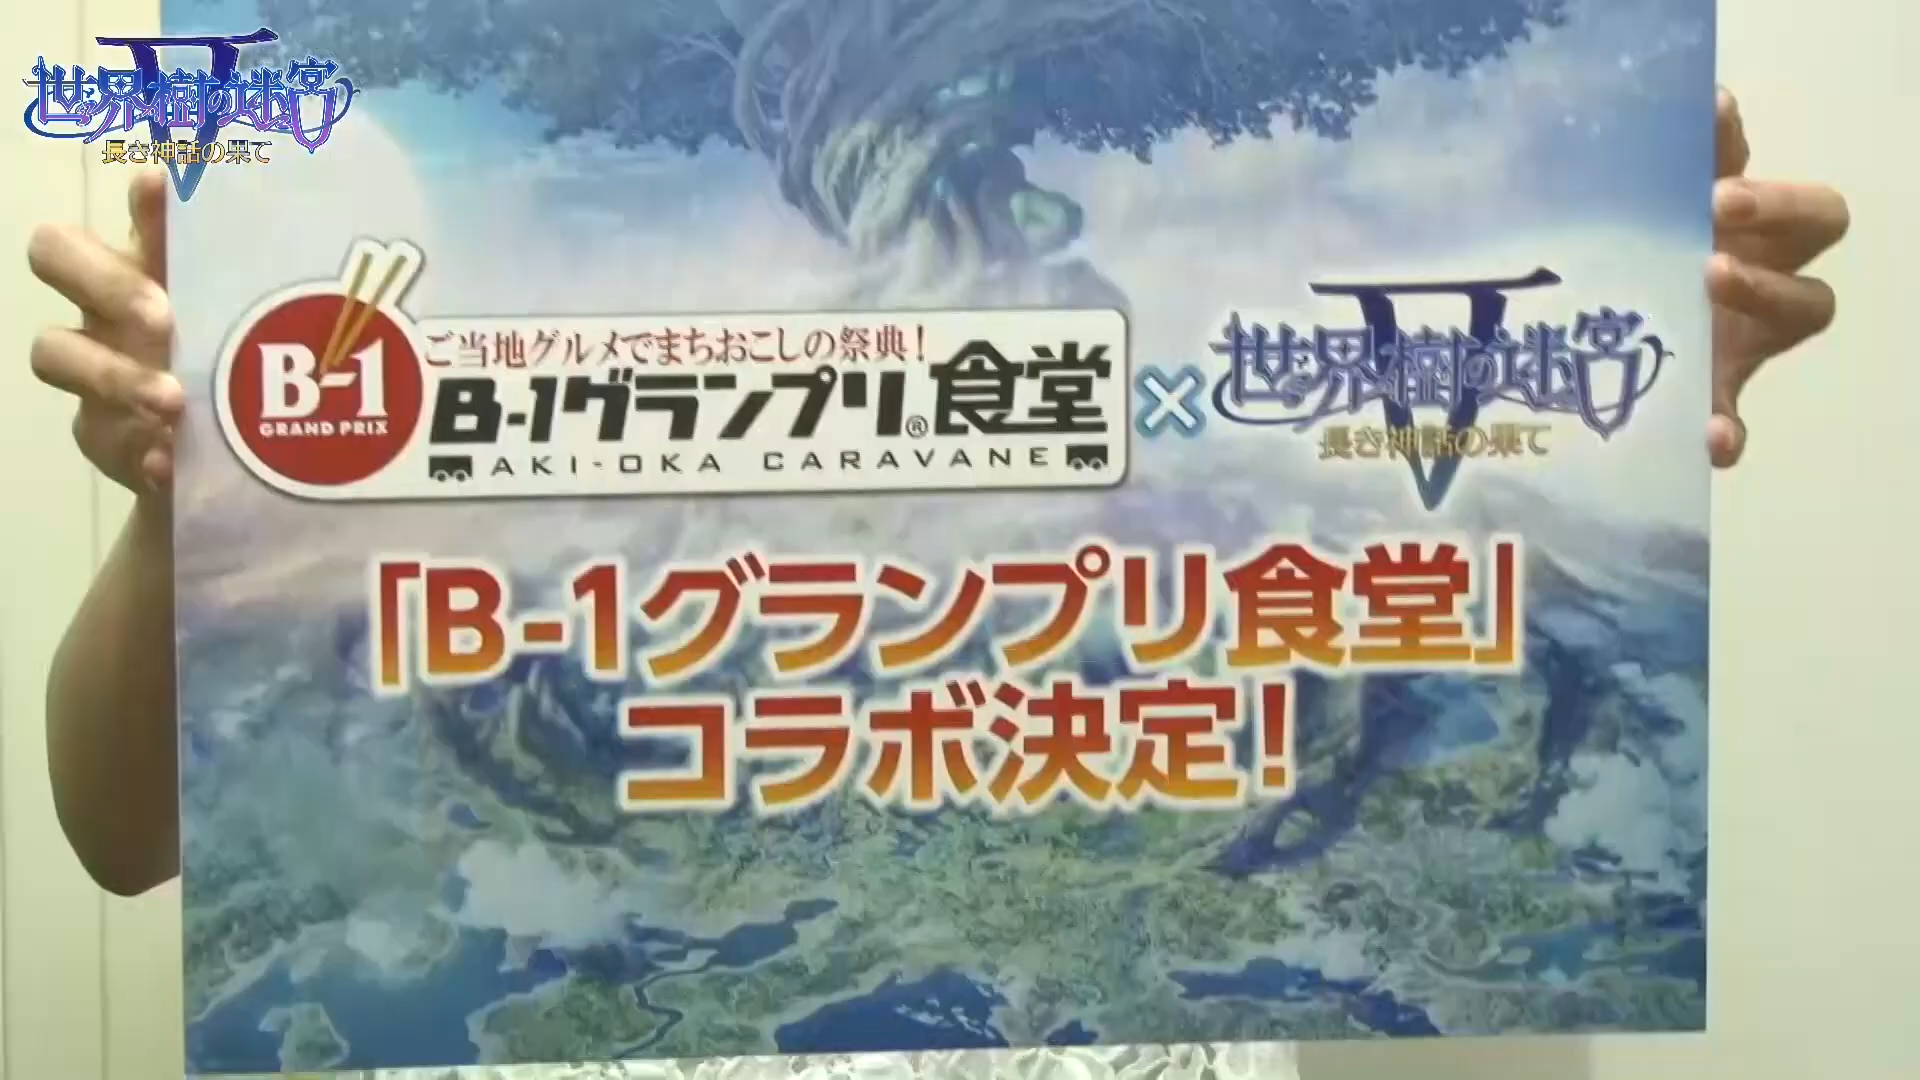 世界樹の迷宮V
長き神話の果て
B-1
GRAND PRIX
ご当地グルメでまちおこしの祭典！
B-1グランプリ®食堂
AKI-OKA CARAVANE
×
世界樹の迷宮V
長き神話の果て
「B-1グランプリ食堂」
コラボ決定！